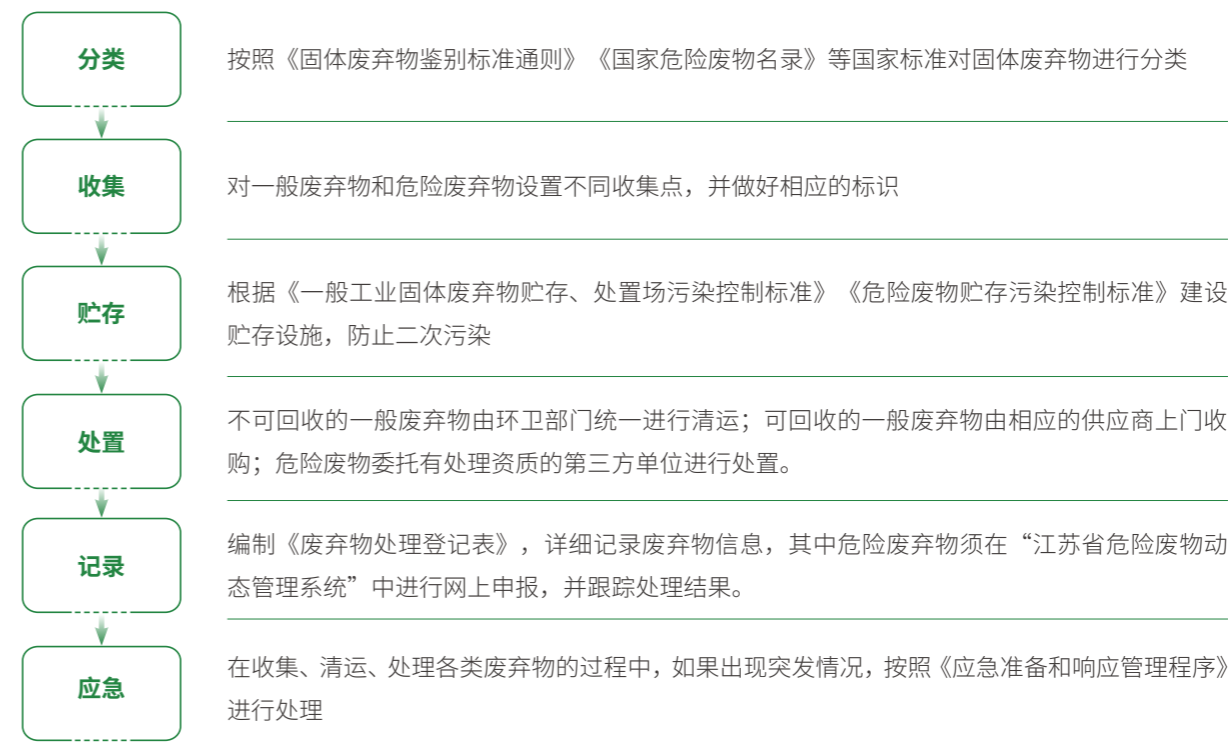 分类
按照《固体废弃物鉴别标准通则》《国家危险废物名录》等国家标准对固体废弃物进行分类
收集
对一般废弃物和危险废弃物设置不同收集点，并做好相应的标识
贮存
根据《一般工业固体废弃物贮存、处置场污染控制标准》《危险废物贮存污染控制标准》建设
贮存设施，防止二次污染
处置
不可回收的一般废弃物由环卫部门统一进行清运；可回收的一般废弃物由相应的供应商上门收
购；危险废物委托有处理资质的第三方单位进行处置。
记录
编制《废弃物处理登记表》，详细记录废弃物信息，其中危险废弃物须在“江苏省危险废物动
态管理系统”中进行网上申报，并跟踪处理结果。
应急
在收集、清运、处理各类废弃物的过程中，如果出现突发情况，按照《应急准备和响应管理程序》
进行处理